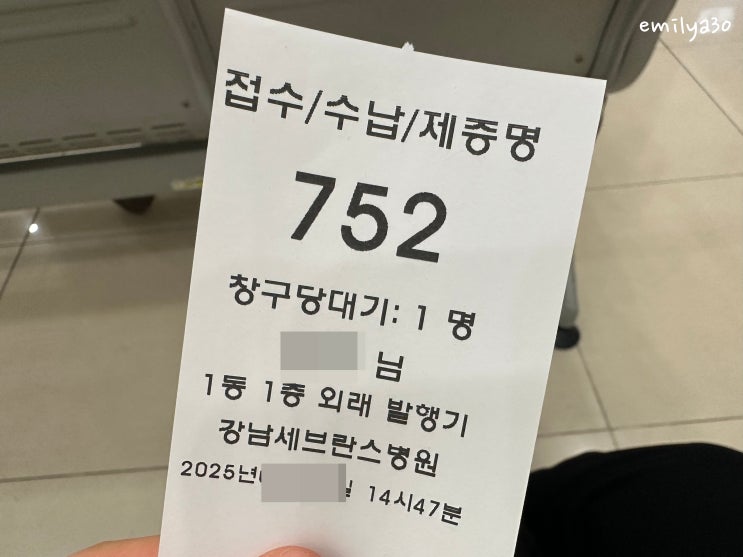 emilya30
접수/수납/제증명
752
창구당대기: 1 명
님
1동 1층 외래 발행기
강남세브란스병원
2025년 14시47분